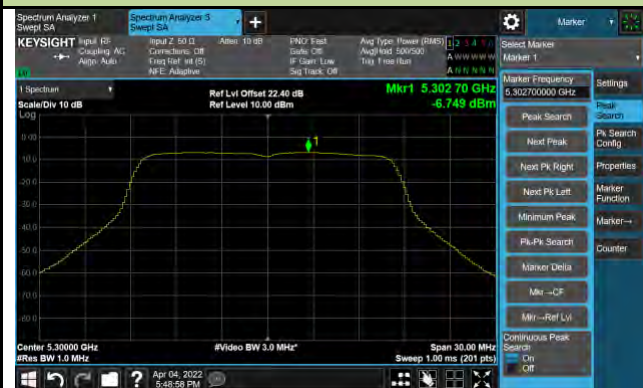 Spectrum Analyzer 1
Swept SA
Spectrum Analyzer 3
Swept SA
Marker
KEYSIGHT
Input: RF
Coupling: AC
Align: Auto
Input Z: 50 Ω
Corrections: Off
Freq Ref: Int (S)
NFE: Adaptive
Atten: 10 dB
PNO: Fast
Gate: Off
IF Gain: Low
Sig Track: Off
Avg Type: Power (RMS)
Avg|Hold: 500/500
Trig: Free Run
1 2 3 4 5 6
A W W W W W
A N N N N N
LXI
1 Spectrum
Scale/Div 10 dB
Log
Ref Lvl Offset 22.40 dB
Ref Level 10.00 dBm
Mkr1 5.302 70 GHz
-6.749 dBm
1
0.00
-10.0
-20.0
-30.0
-40.0
-50.0
-60.0
-70.0
-80.0
Center 5.30000 GHz
#Res BW 1.0 MHz
#Video BW 3.0 MHz*
Span 30.00 MHz
Sweep 1.00 ms (201 pts)
Select Marker
Marker 1
Marker Frequency
5.302700000 GHz
Peak Search
Next Peak
Next Pk Right
Next Pk Left
Minimum Peak
Pk-Pk Search
Marker Delta
Mkr→CF
Mkr→Ref Lvl
Continuous Peak
Search
On
Off
Settings
Peak
Search
Pk Search
Config
Properties
Marker
Function
Marker→
Counter
Apr 04, 2022
5:48:58 PM